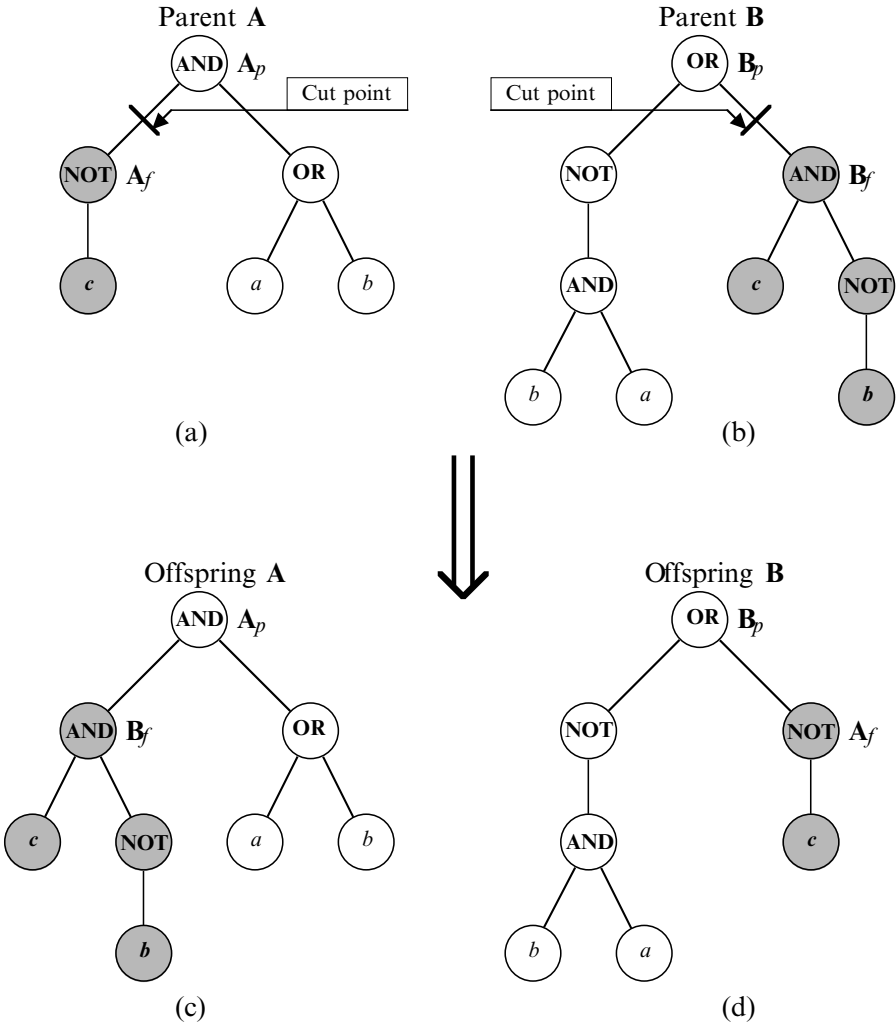 Parent A Parent B
AND Ap OR Bp
Cut point Cut point
NOT Af OR NOT AND Bf
c a b AND c NOT
b a b
(a) (b)
Offspring A Offspring B
AND Ap OR Bp
AND Bf OR NOT NOT Af
c NOT a b AND c
b b a
(c) (d)